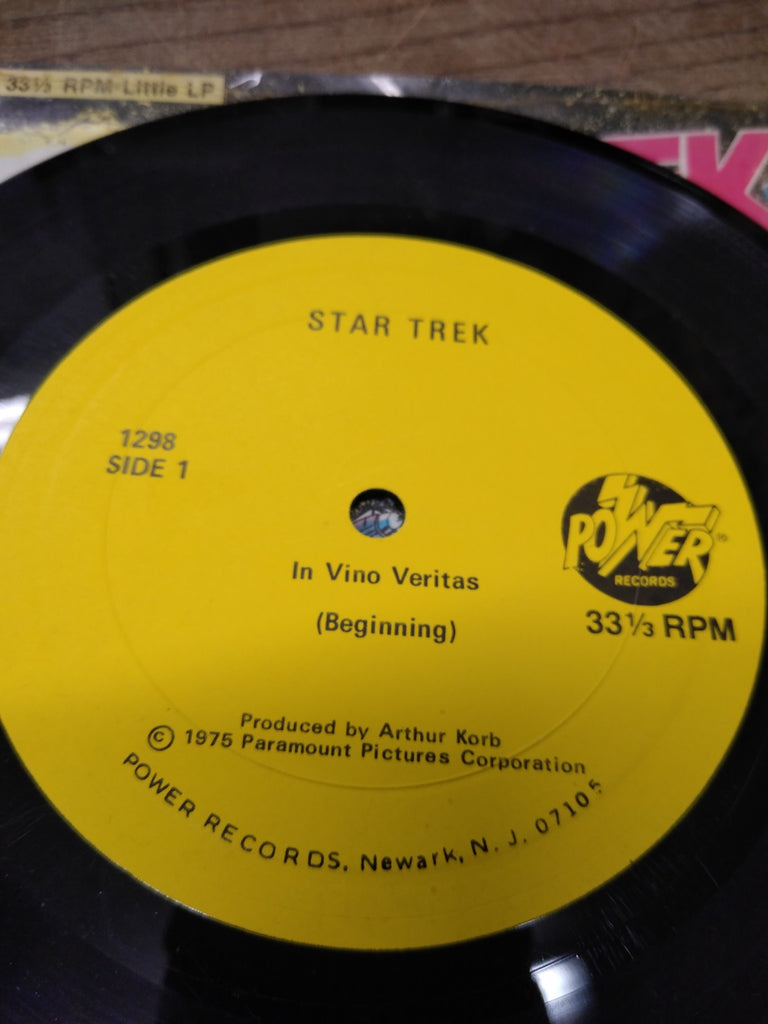 33⅓ RPM Little LP
STAR TREK
1298
SIDE 1
POWER®
RECORDS
In Vino Veritas
(Beginning)
33⅓ RPM
Produced by Arthur Korb
© 1975 Paramount Pictures Corporation
POWER RECORDS, Newark, N. J. 07105